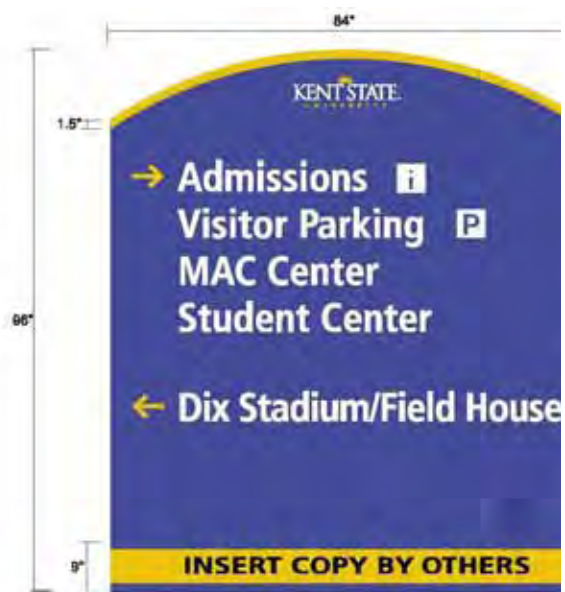 84"
KENT STATE
UNIVERSITY
1.5"
→ Admissions i
Visitor Parking P
MAC Center
Student Center
96"
← Dix Stadium/Field House
9"
INSERT COPY BY OTHERS